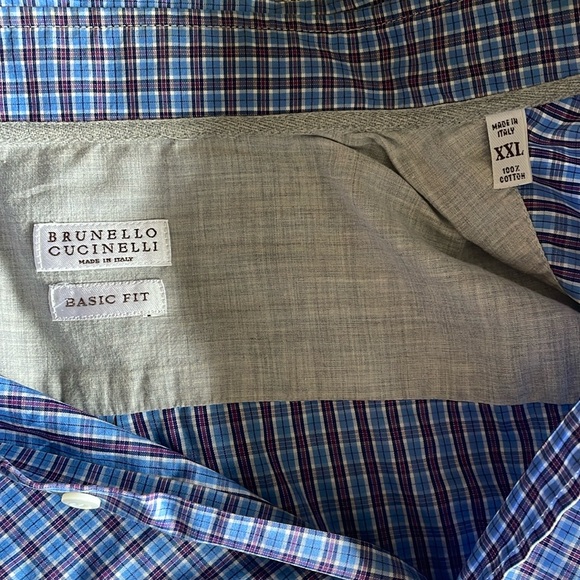 BRUNELLO
CUCINELLI
MADE IN ITALY
BASIC FIT
MADE IN
ITALY
XXL
100%
COTTON